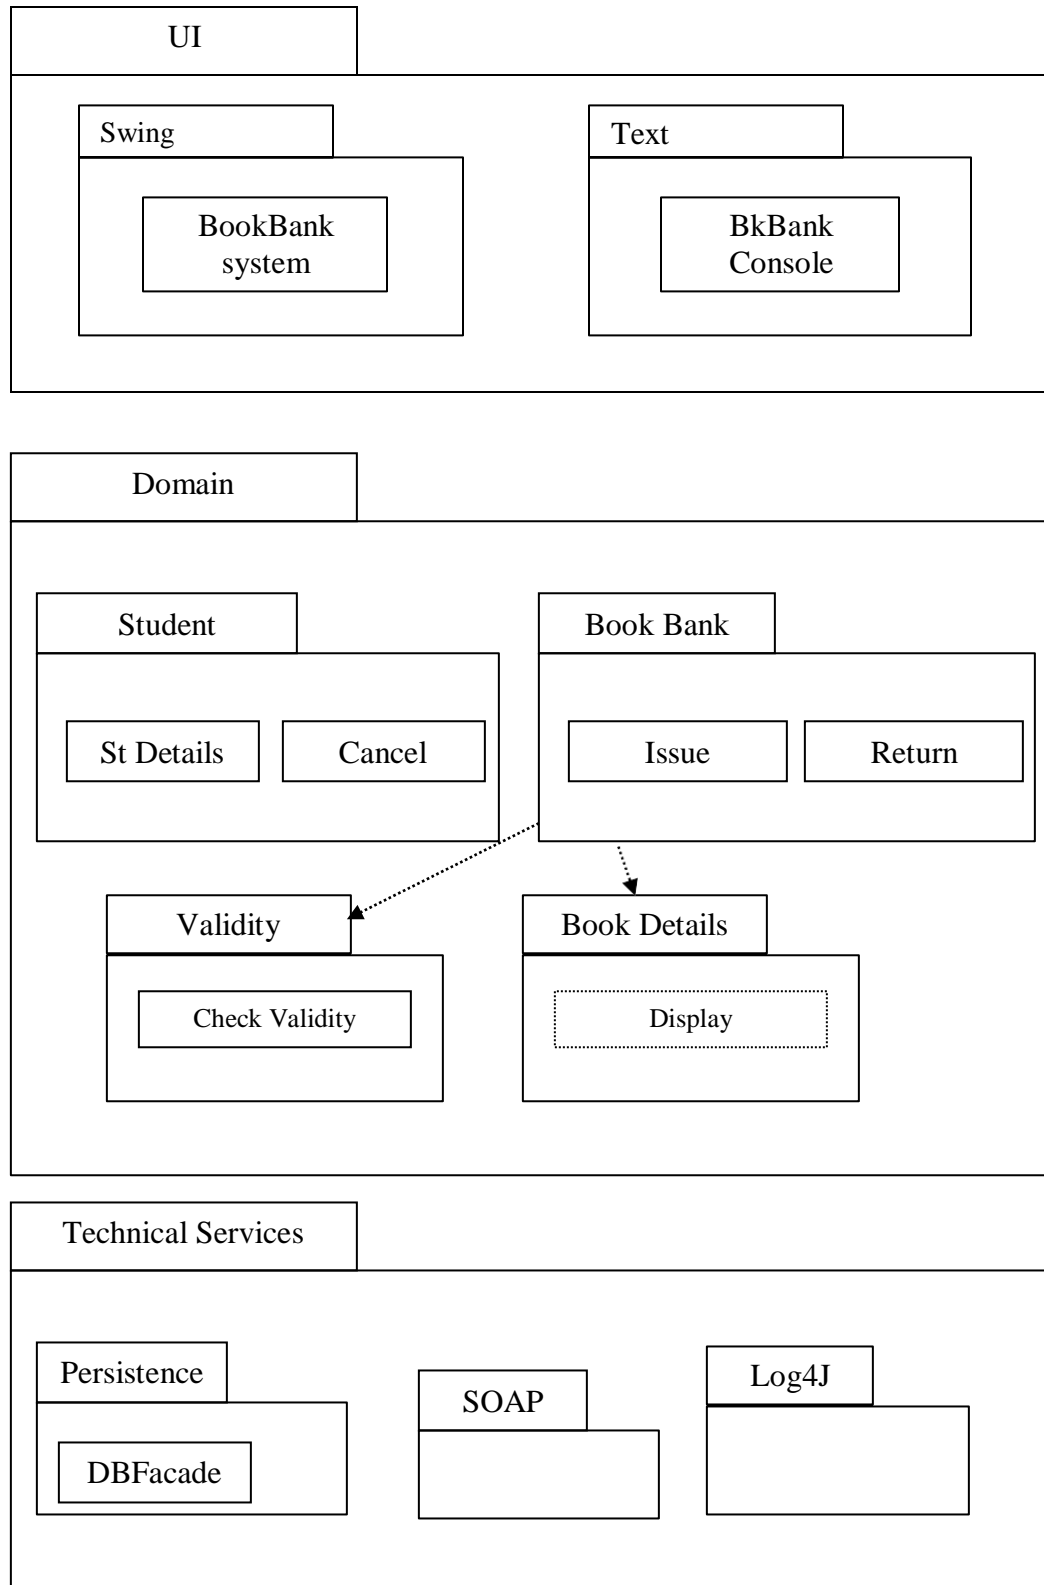 UI
Swing
Text
BookBank
system
BkBank
Console
Domain
Student
Book Bank
St Details
Cancel
Issue
Return
Validity
Book Details
Check Validity
Display
Technical Services
Persistence
SOAP
Log4J
DBFacade